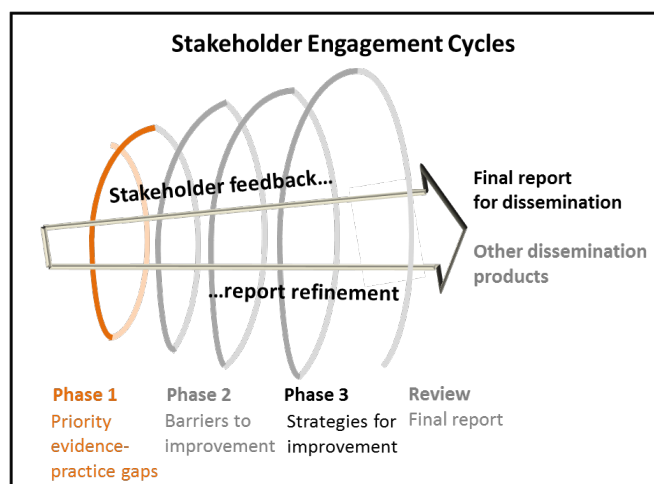 Stakeholder Engagement Cycles
Stakeholder feedback...
...report refinement
Final report
for dissemination
Other dissemination
products
Phase 1
Priority
evidence-
practice gaps
Phase 2
Barriers to
improvement
Phase 3
Strategies for
improvement
Review
Final report